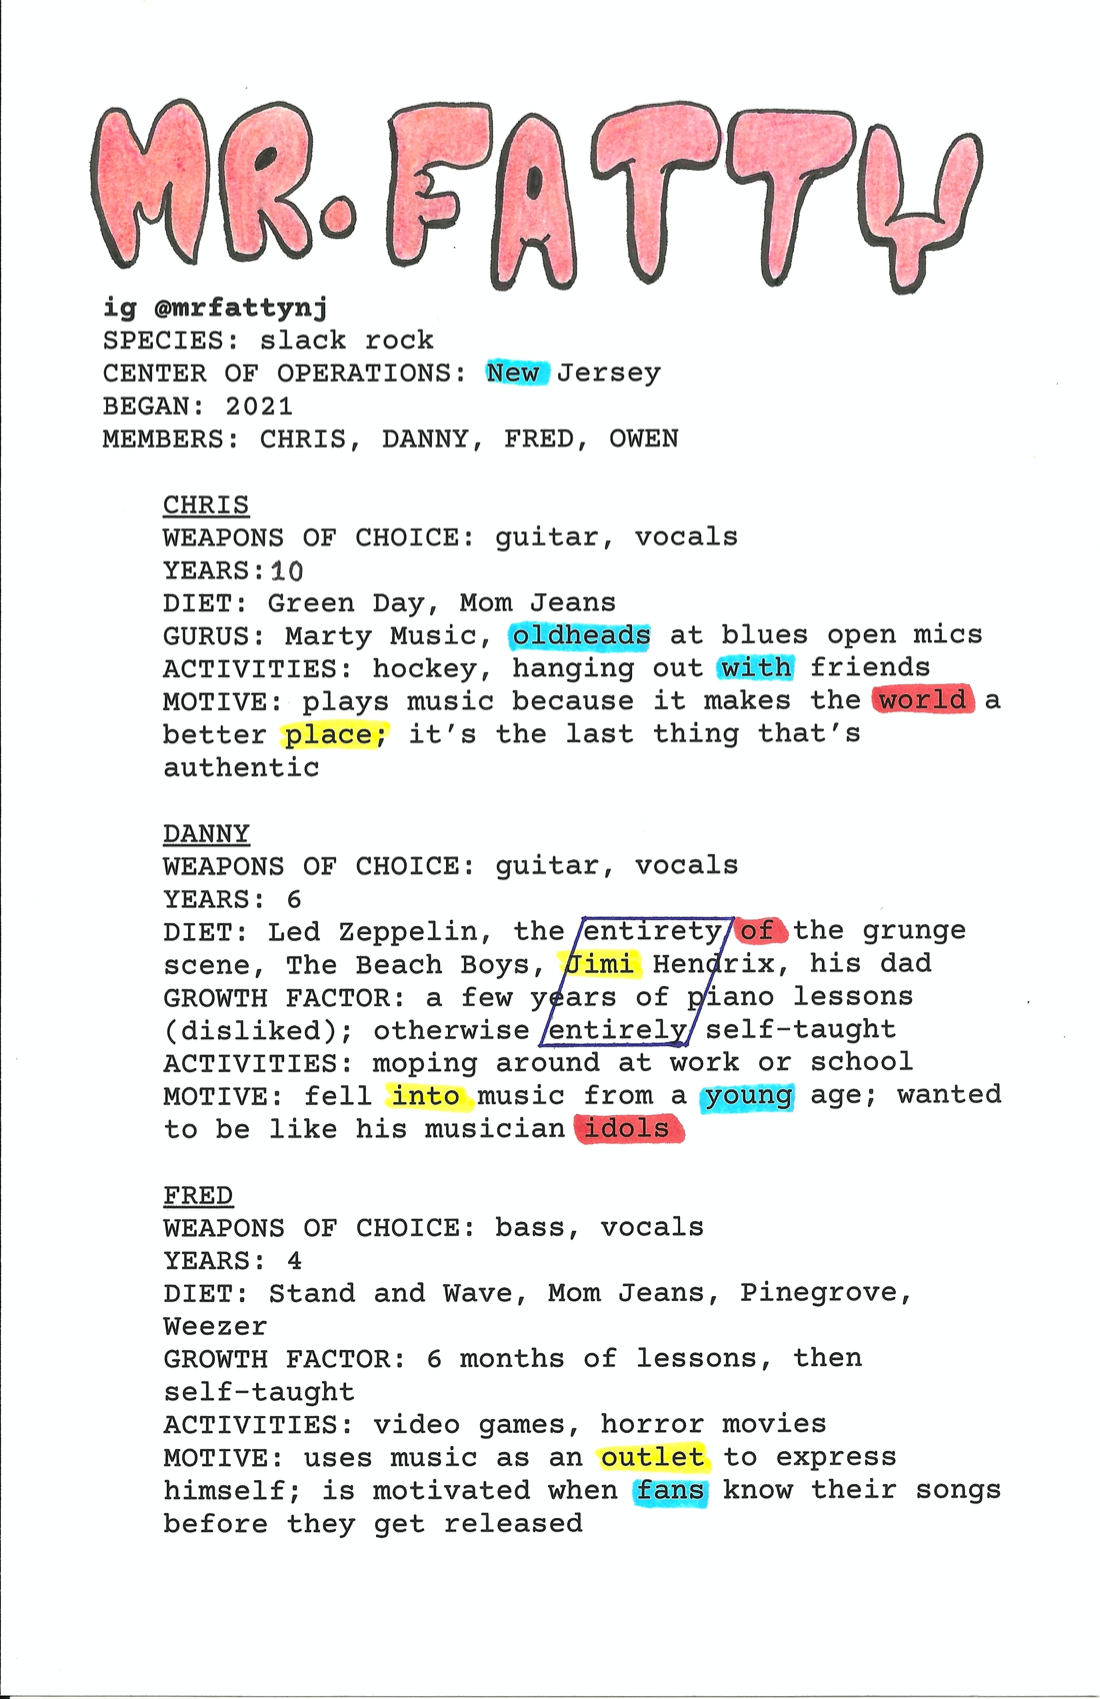 MR. FATTY
ig @mrfattynj
SPECIES: slack rock
CENTER OF OPERATIONS: New Jersey
BEGAN: 2021
MEMBERS: CHRIS, DANNY, FRED, OWEN
CHRIS
WEAPONS OF CHOICE: guitar, vocals
YEARS: 10
DIET: Green Day, Mom Jeans
GURUS: Marty Music, oldheads at blues open mics
ACTIVITIES: hockey, hanging out with friends
MOTIVE: plays music because it makes the world a
better place; it's the last thing that's
authentic
DANNY
WEAPONS OF CHOICE: guitar, vocals
YEARS: 6
DIET: Led Zeppelin, the entirety of the grunge
scene, The Beach Boys, Jimi Hendrix, his dad
GROWTH FACTOR: a few years of piano lessons
(disliked); otherwise entirely self-taught
ACTIVITIES: moping around at work or school
MOTIVE: fell into music from a young age; wanted
to be like his musician idols
FRED
WEAPONS OF CHOICE: bass, vocals
YEARS: 4
DIET: Stand and Wave, Mom Jeans, Pinegrove,
Weezer
GROWTH FACTOR: 6 months of lessons, then
self-taught
ACTIVITIES: video games, horror movies
MOTIVE: uses music as an outlet to express
himself; is motivated when fans know their songs
before they get released